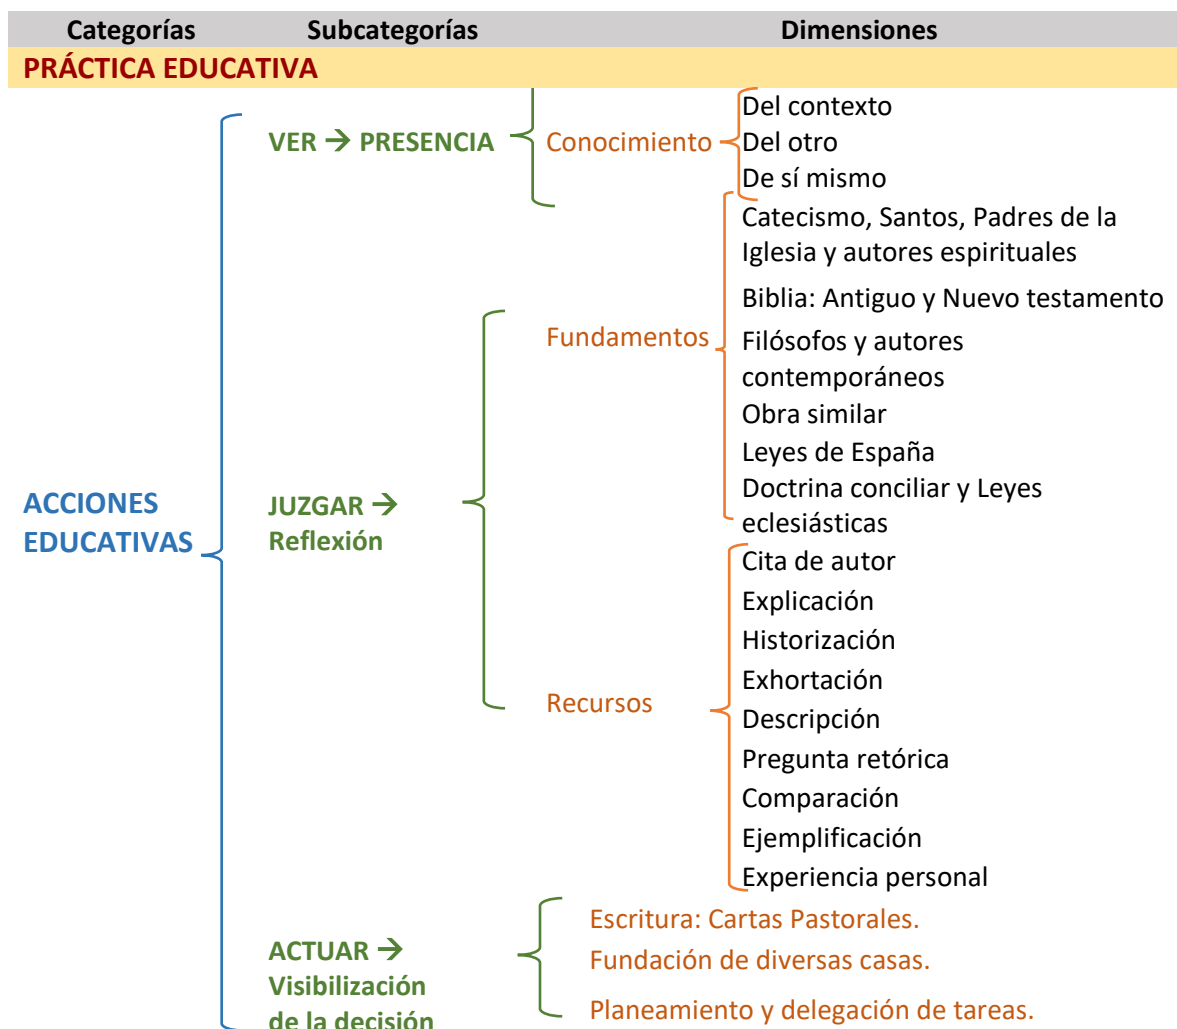 Categorías Subcategorías Dimensiones
PRÁCTICA EDUCATIVA
ACCIONES
EDUCATIVAS
VER → PRESENCIA
Conocimiento
Del contexto
Del otro
De sí mismo
JUZGAR →
Reflexión
Fundamentos
Catecismo, Santos, Padres de la
Iglesia y autores espirituales
Biblia: Antiguo y Nuevo testamento
Filósofos y autores
contemporáneos
Obra similar
Leyes de España
Doctrina conciliar y Leyes
eclesiásticas
Recursos
Cita de autor
Explicación
Historización
Exhortación
Descripción
Pregunta retórica
Comparación
Ejemplificación
Experiencia personal
ACTUAR →
Visibilización
de la decisión
Escritura: Cartas Pastorales.
Fundación de diversas casas.
Planeamiento y delegación de tareas.